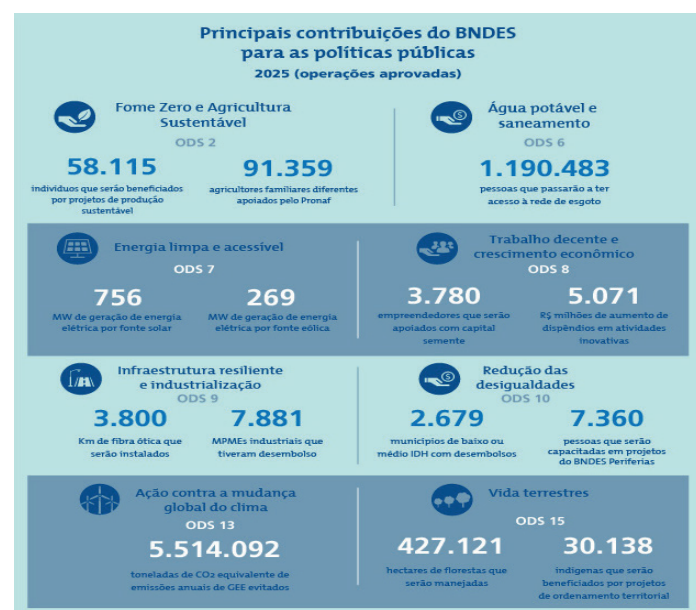 Principais contribuições do BNDES
para as políticas públicas
2025 (operações aprovadas)
Fome Zero e Agricultura
Sustentável
ODS 2
58.115
indivíduos que serão beneficiados
por projetos de produção
sustentável
91.359
agricultores familiares diferentes
apoiados pelo Pronaf
Água potável e
saneamento
ODS 6
1.190.483
pessoas que passarão a ter
acesso à rede de esgoto
Energia limpa e acessível
ODS 7
756
MW de geração de energia
elétrica por fonte solar
269
MW de geração de energia
elétrica por fonte eólica
Trabalho decente e
crescimento econômico
ODS 8
3.780
empreendedores que serão
apoiados com capital
semente
5.071
R$ milhões de aumento de
dispêndios em atividades
inovativas
Infraestrutura resiliente
e industrialização
ODS 9
3.800
Km de fibra ótica que
serão instalados
7.881
MPMEs industriais que
tiveram desembolso
Redução das
desigualdades
ODS 10
2.679
municípios de baixo ou
médio IDH com desembolsos
7.360
pessoas que serão
capacitadas em projetos
do BNDES Periferias
Ação contra a mudança
global do clima
ODS 13
5.514.092
toneladas de CO₂ equivalente de
emissões anuais de GEE evitados
Vida terrestres
ODS 15
427.121
hectares de florestas que
serão manejadas
30.138
indígenas que serão
beneficiados por projetos
de ordenamento territorial